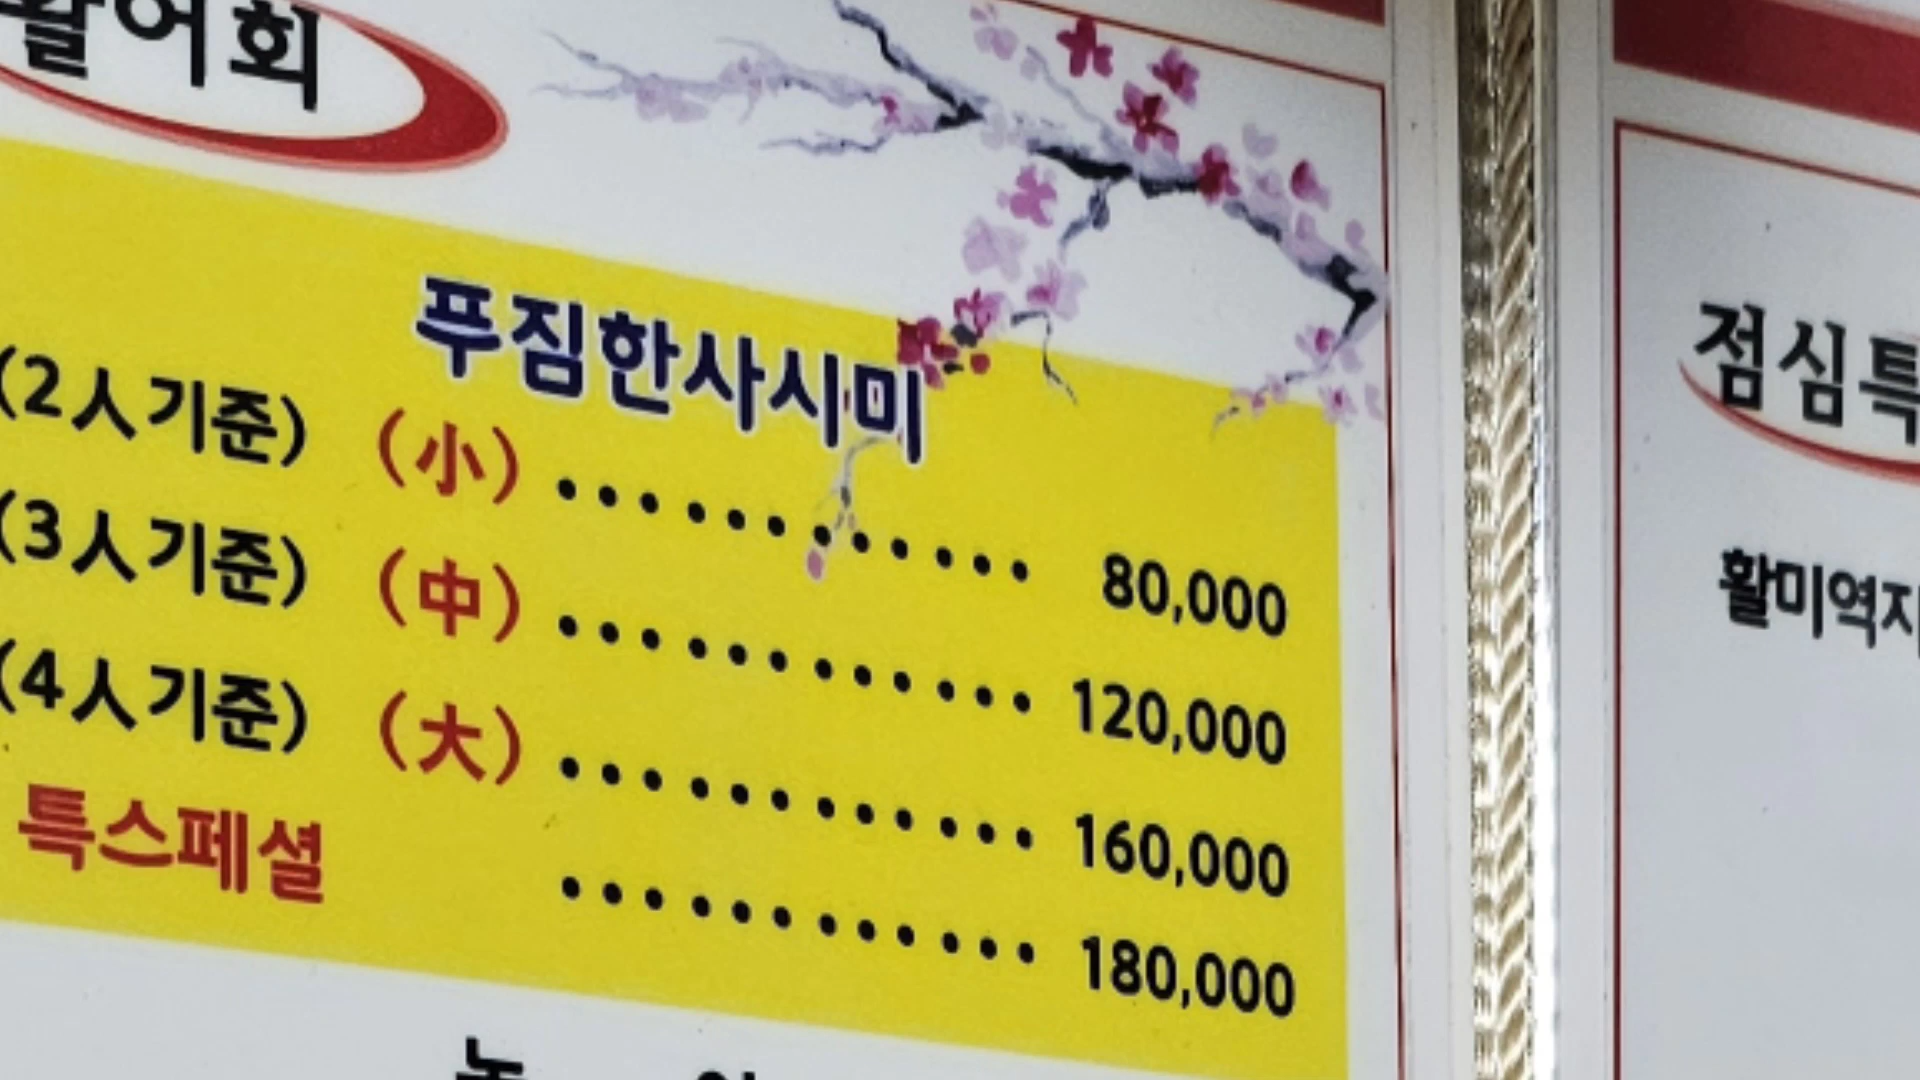 활어회
푸짐한사시미
(2人기준) (小) ............ 80,000
(3人기준) (中) ............ 120,000
(4人기준) (大) ............ 160,000
특스페셜 ............ 180,000
점심특
활미역지